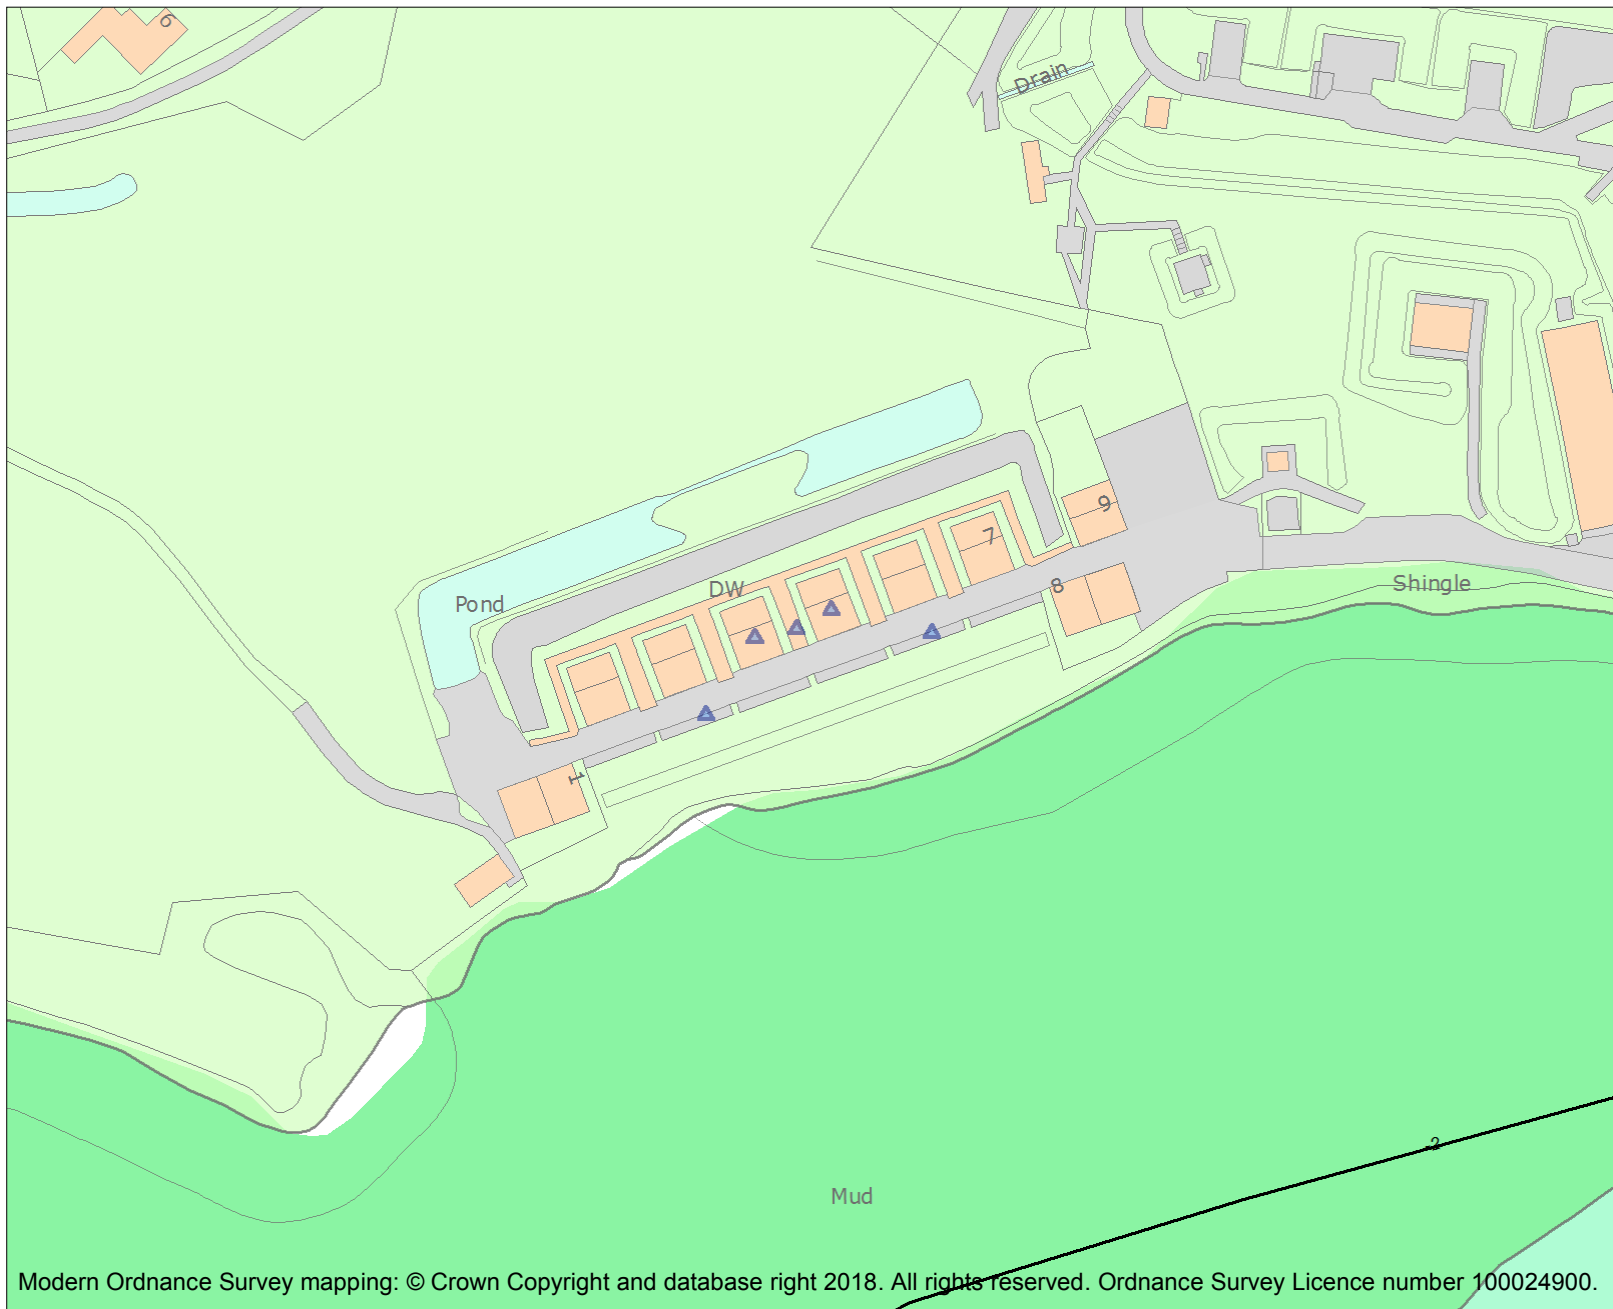 6
Drain
9
7
8
DW
Pond
1
Shingle
-2
Mud
Modern Ordnance Survey mapping: © Crown Copyright and database right 2018. All rights reserved. Ordnance Survey Licence number 100024900.